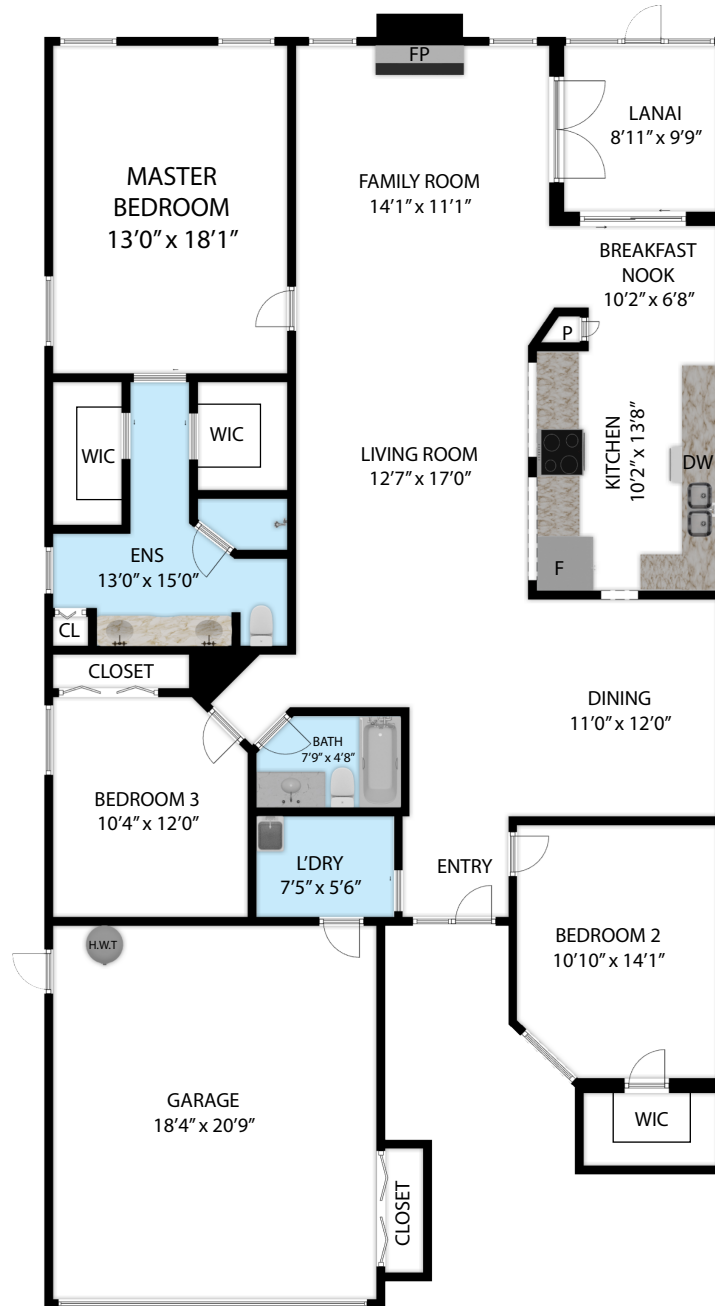 FP
LANAI
8'11" x 9'9"
MASTER
BEDROOM
13'0" x 18'1"
FAMILY ROOM
14'1" x 11'1"
BREAKFAST
NOOK
10'2" x 6'8"
P
WIC
WIC
LIVING ROOM
12'7" x 17'0"
KITCHEN
10'2" x 13'8"
DW
F
ENS
13'0" x 15'0"
CL
CLOSET
DINING
11'0" x 12'0"
BATH
7'9" x 4'8"
BEDROOM 3
10'4" x 12'0"
L'DRY
7'5" x 5'6"
ENTRY
BEDROOM 2
10'10" x 14'1"
H.W.T
GARAGE
18'4" x 20'9"
WIC
CLOSET